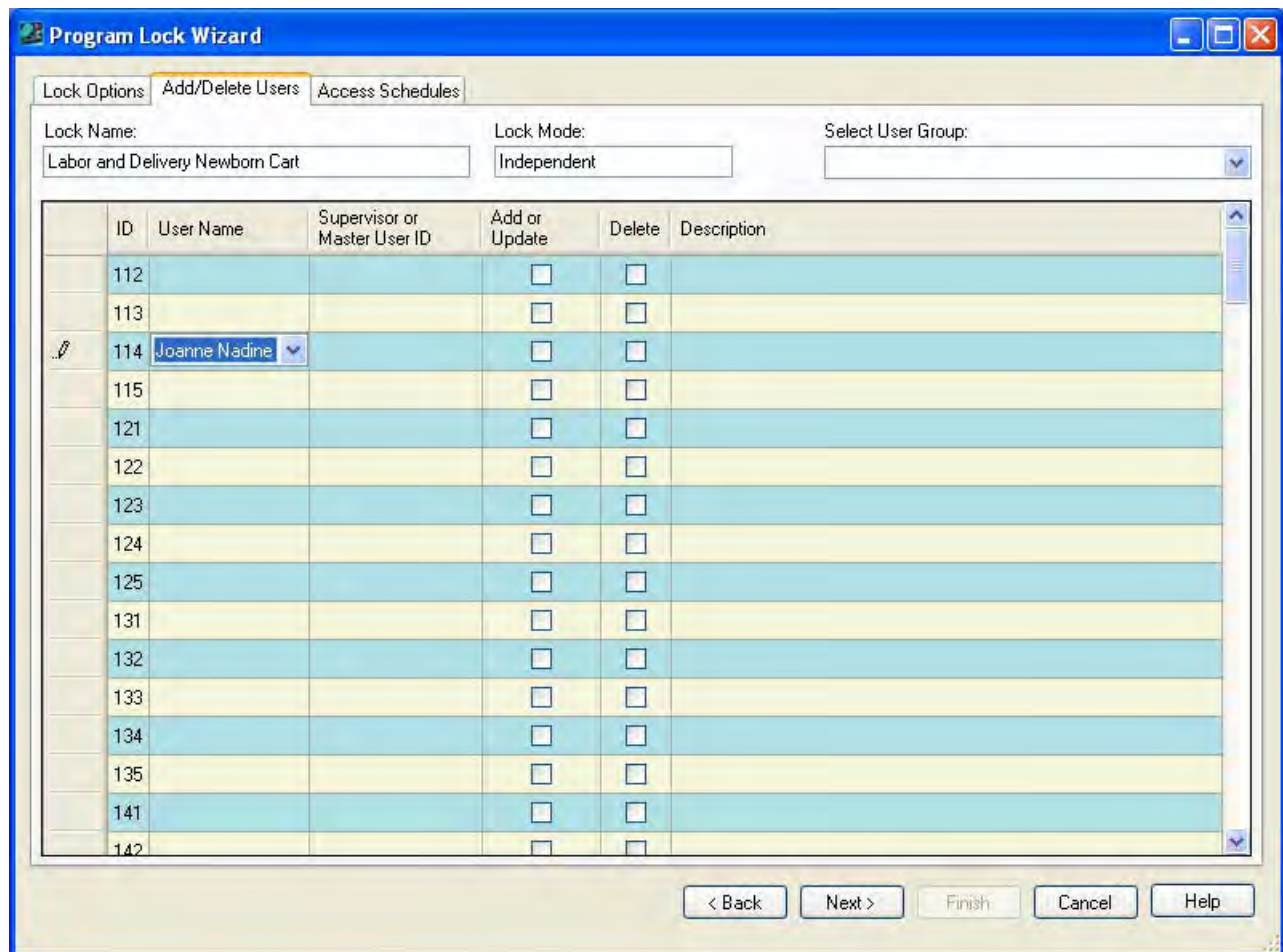 Program Lock Wizard
Lock Options Add/Delete Users Access Schedules
Lock Name: Lock Mode: Select User Group:
Labor and Delivery Newborn Cart Independent
ID User Name Supervisor or Master User ID Add or Update Delete Description
112
113
114 Joanne Nadine
115
121
122
123
124
125
131
132
133
134
135
141
142
< Back Next > Finish Cancel Help